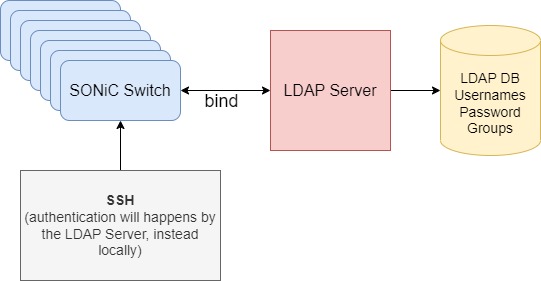 SONiC Switch
bind
LDAP Server
LDAP DB
Usernames
Password
Groups
SSH
(authentication will happens by
the LDAP Server, instead
locally)